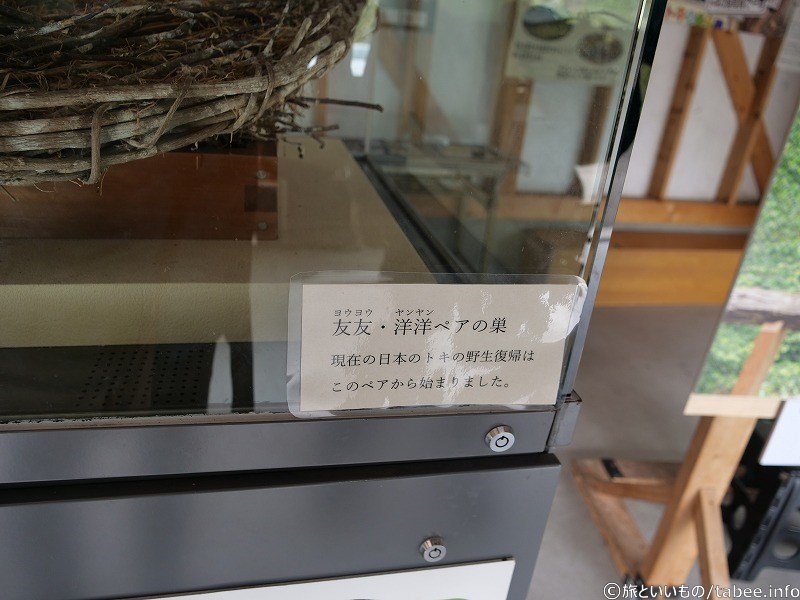 ヨウヨウ ヤンヤン
友友・洋洋ペアの巣
現在の日本のトキの野生復帰は
このペアから始まりました。
©旅といいもの/tabee.info